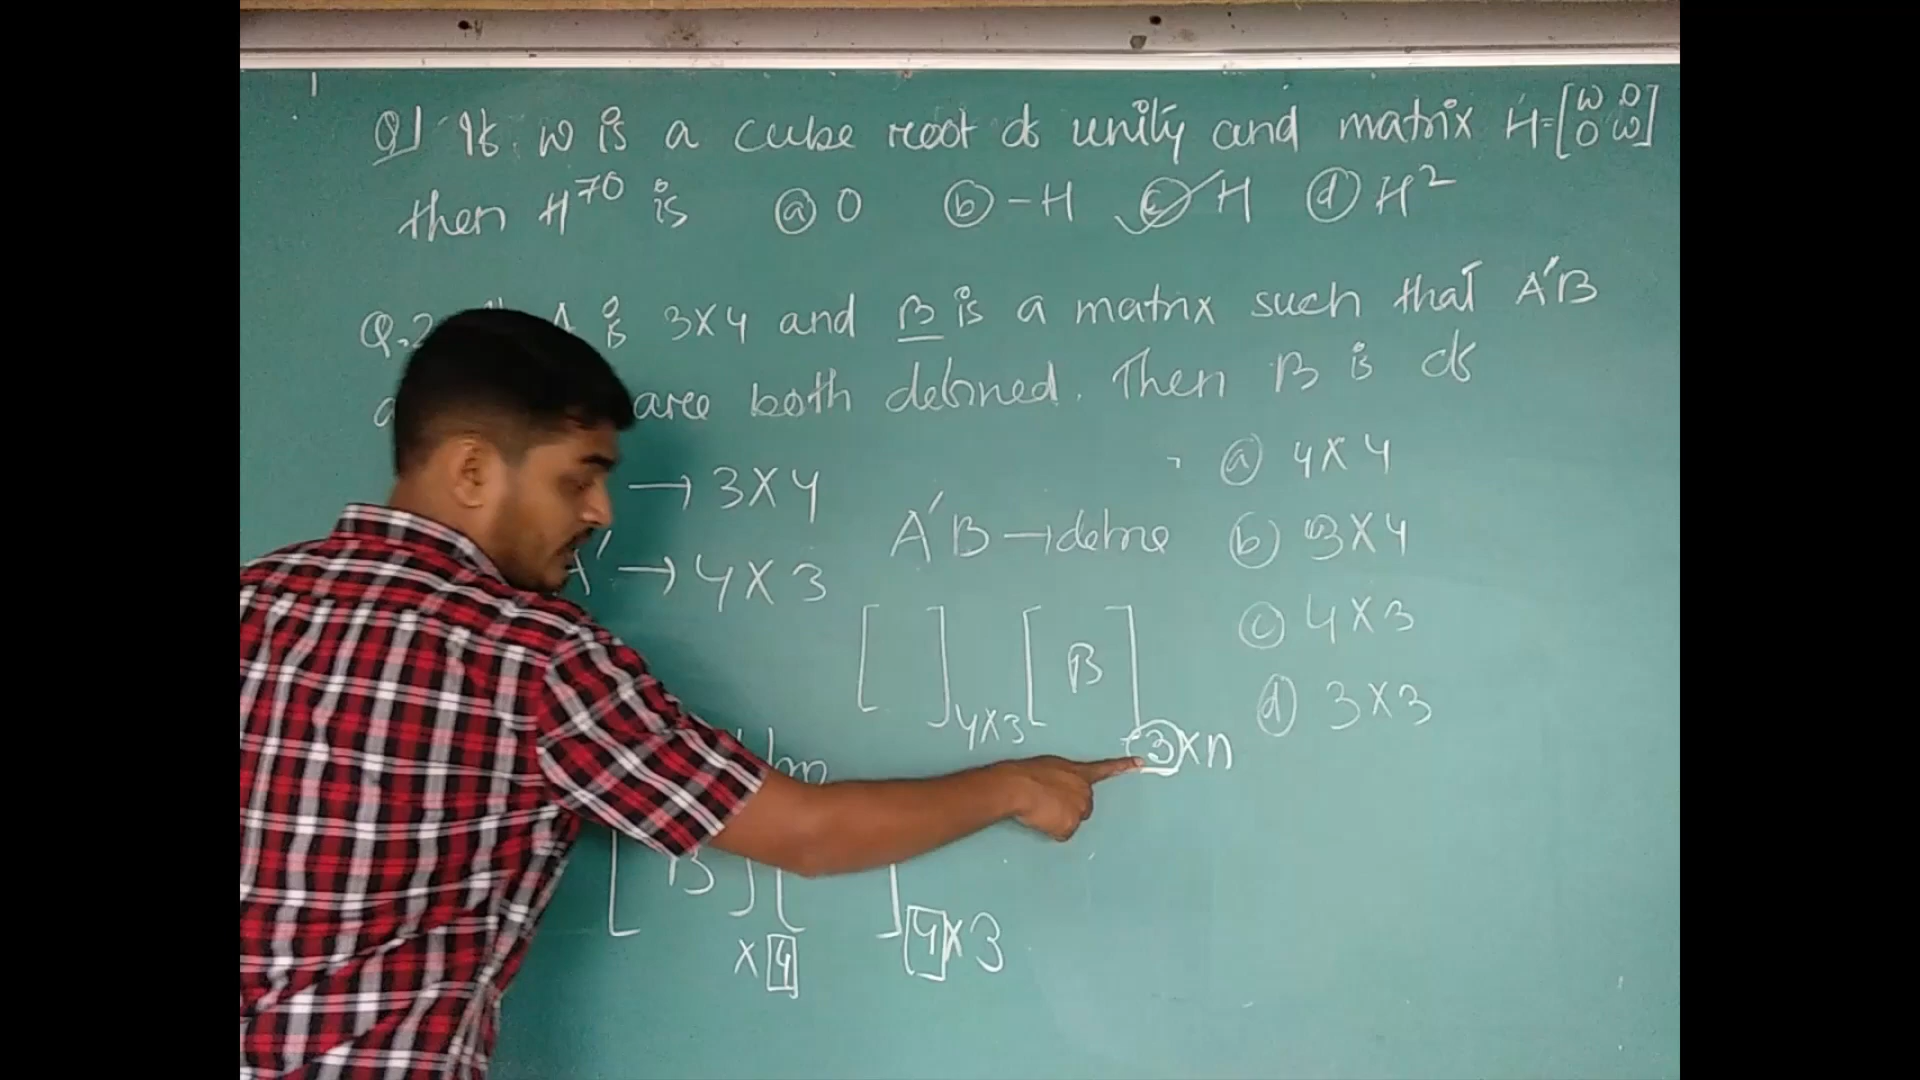 Q1 If w is a cube root of unity and matrix H=[w 0
0 w]
then H^70 is (a) 0 (b) -H (c) H (d) H^2
Q.2 A is 3X4 and B is a matrix such that A'B
are both defined. Then B is of
→ 3X4
(a) 4X4
A'B → define
(b) 3X4
A' → 4X3
(c) 4X3
[ ]4X3 [ B ]3Xn
(d) 3X3
[ B ] [ ]
X 4 4X3